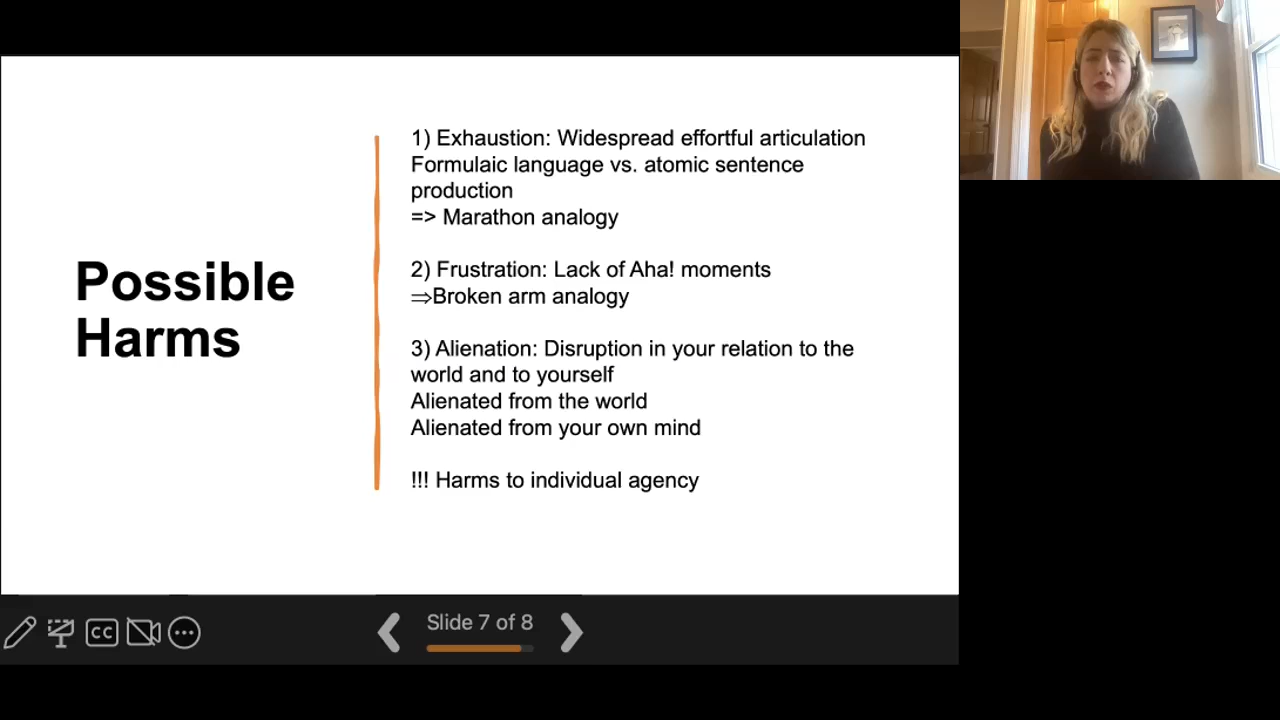 Possible
Harms
1) Exhaustion: Widespread effortful articulation
Formulaic language vs. atomic sentence
production
=> Marathon analogy
2) Frustration: Lack of Aha! moments
⇒Broken arm analogy
3) Alienation: Disruption in your relation to the
world and to yourself
Alienated from the world
Alienated from your own mind
!!! Harms to individual agency
CC
Slide 7 of 8